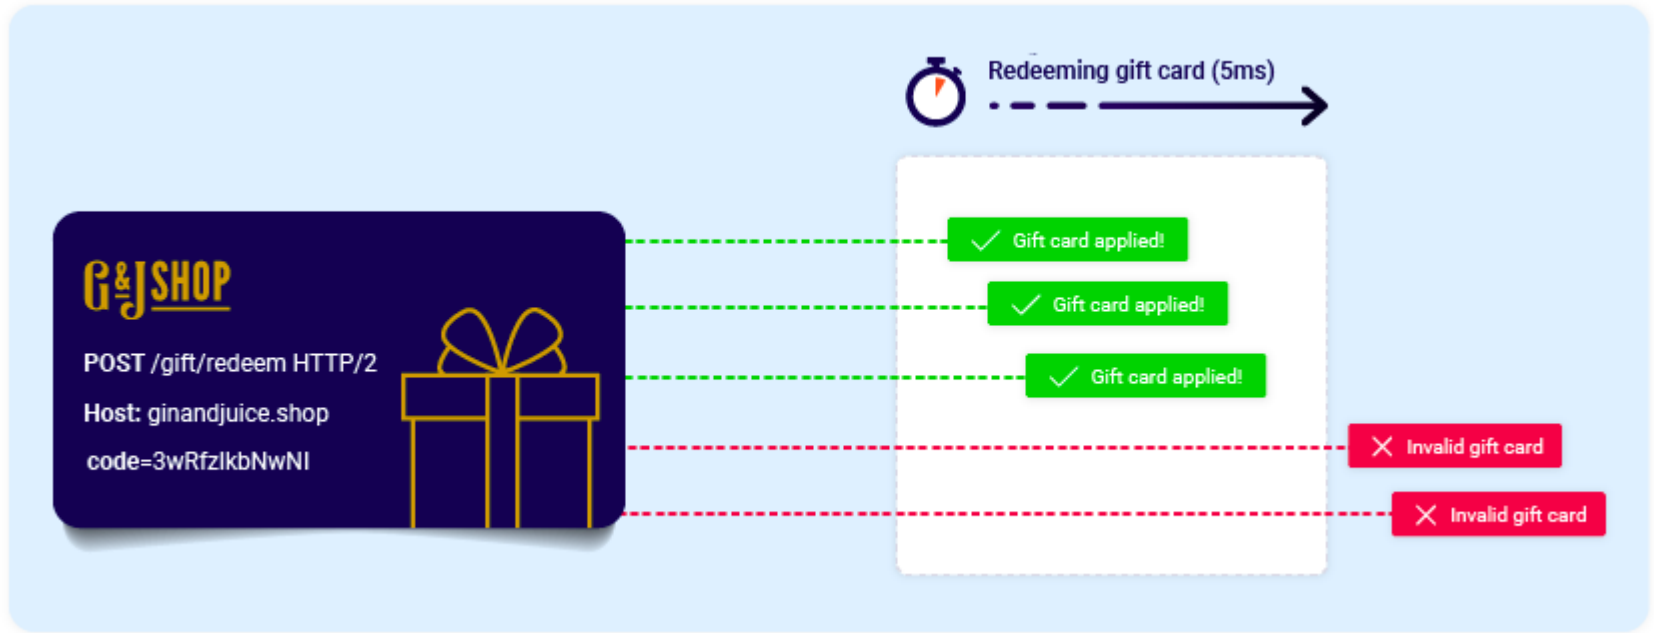 Redeeming gift card (5ms)
G&J SHOP
POST /gift/redeem HTTP/2
Host: ginandjuice.shop
code=3wRfzIkbNwNI
Gift card applied!
Gift card applied!
Gift card applied!
Invalid gift card
Invalid gift card